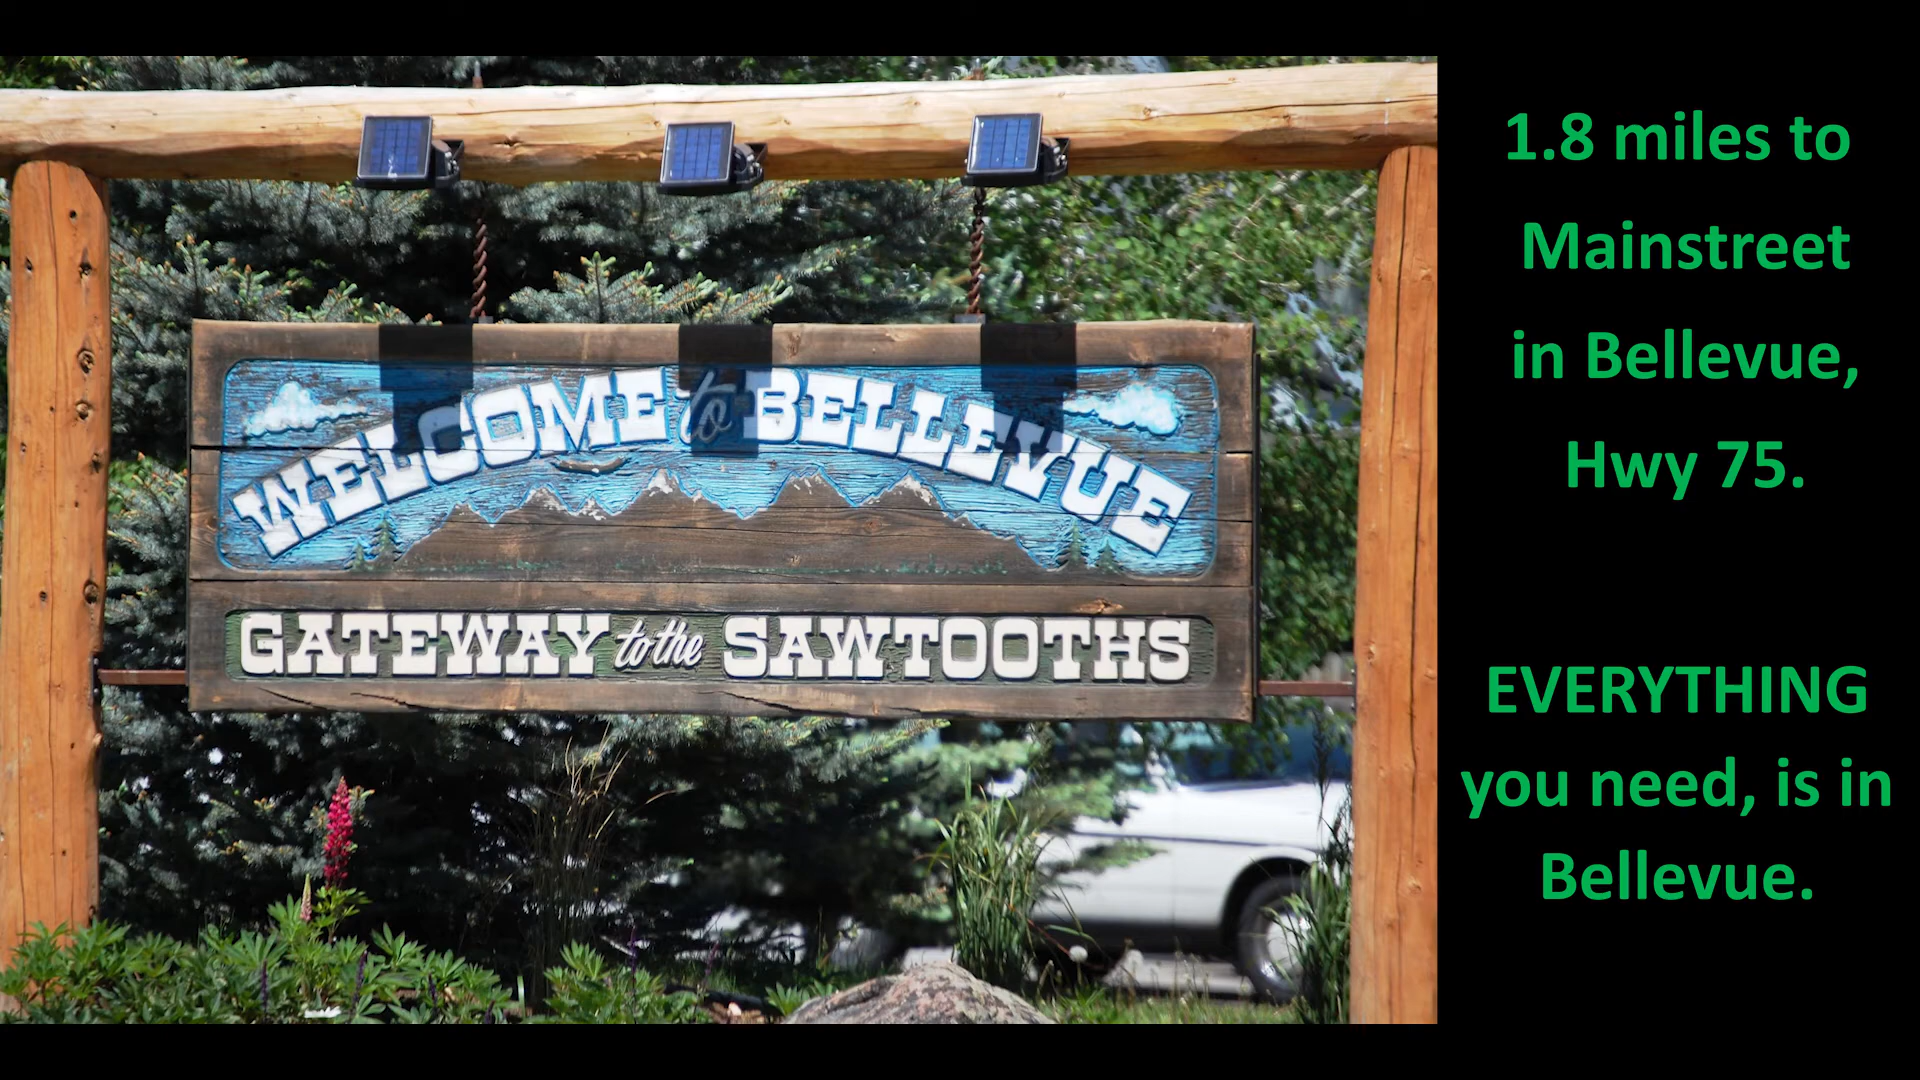 WELCOME to BELLEVUE
GATEWAY to the SAWTOOTHS
1.8 miles to
Mainstreet
in Bellevue,
Hwy 75.
EVERYTHING
you need, is in
Bellevue.